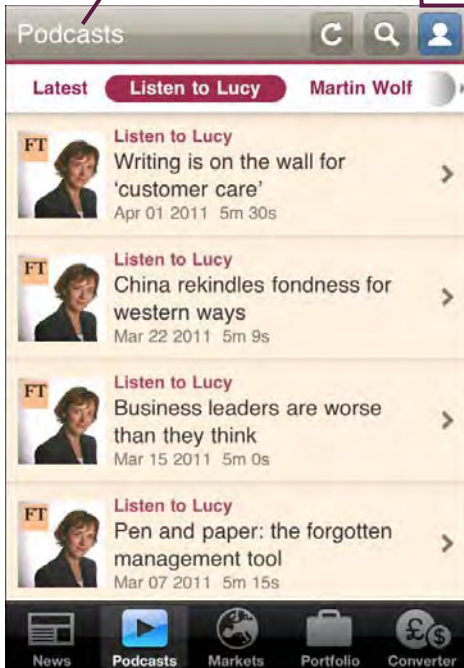 Podcasts
Latest Listen to Lucy Martin Wolf
FT
Listen to Lucy
Writing is on the wall for
‘customer care’
Apr 01 2011 5m 30s
FT
Listen to Lucy
China rekindles fondness for
western ways
Mar 22 2011 5m 9s
FT
Listen to Lucy
Business leaders are worse
than they think
Mar 15 2011 5m 0s
FT
Listen to Lucy
Pen and paper: the forgotten
management tool
Mar 07 2011 5m 15s
£$
News Podcasts Markets Portfolio Converter